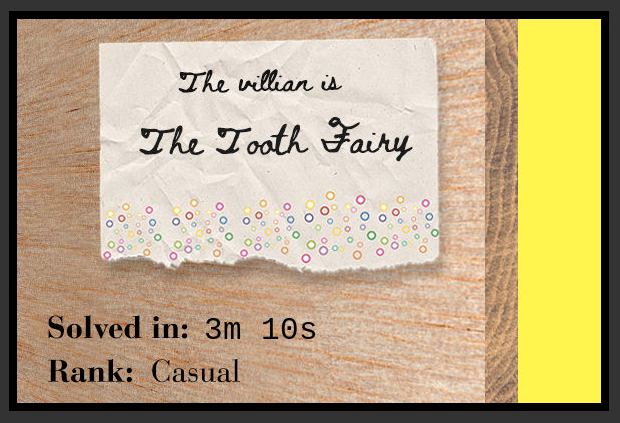 The villian is
The Tooth Fairy
Solved in: 3m 10s
Rank: Casual